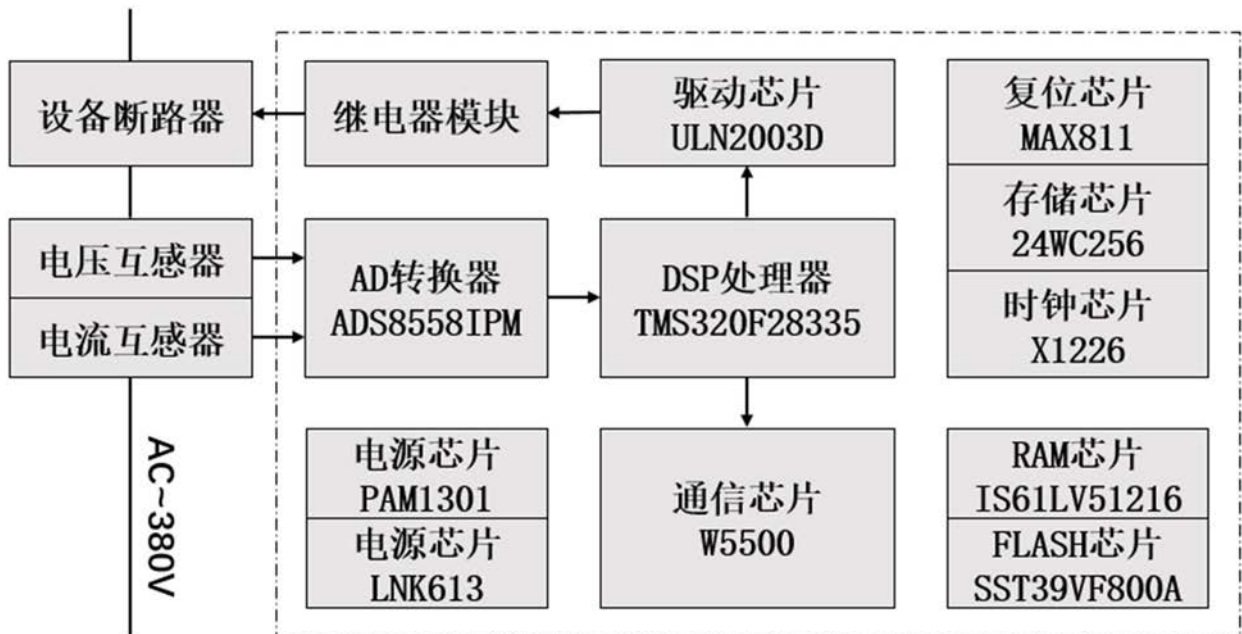 设备断路器
继电器模块
驱动芯片
ULN2003D
复位芯片
MAX811
存储芯片
24WC256
时钟芯片
X1226
电压互感器
电流互感器
AD转换器
ADS8558IPM
DSP处理器
TMS320F28335
AC~380V
电源芯片
PAM1301
电源芯片
LNK613
通信芯片
W5500
RAM芯片
IS61LV51216
FLASH芯片
SST39VF800A